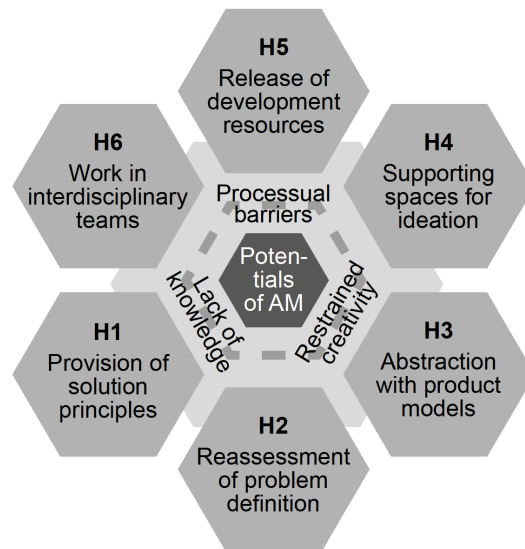 H5
Release of
development
resources
H6
Work in
interdisciplinary
teams
H4
Supporting
spaces for
ideation
Processual
barriers
Poten-
tials
of AM
Lack of
knowledge
Restrained
creativity
H1
Provision of
solution
principles
H3
Abstraction
with product
models
H2
Reassessment
of problem
definition